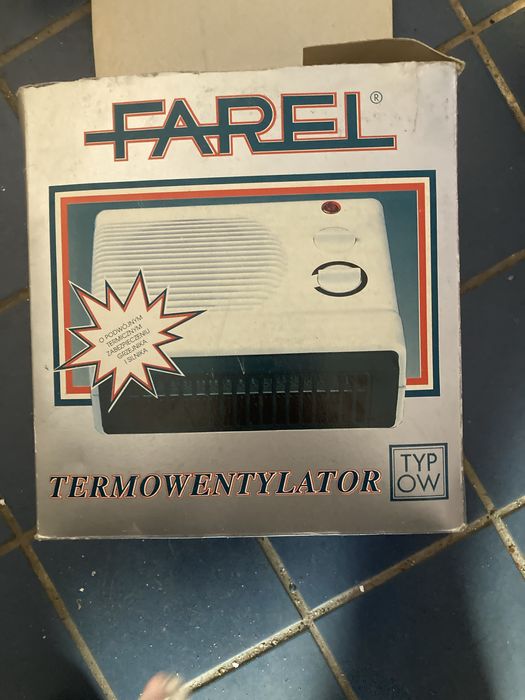 FAREL®
O PODWÓJNYM
TERMICZNYM
ZABEZPIECZENIU
GRZEJNIKA
I SILNIKA
TERMOWENTYLATOR
TYP
OW